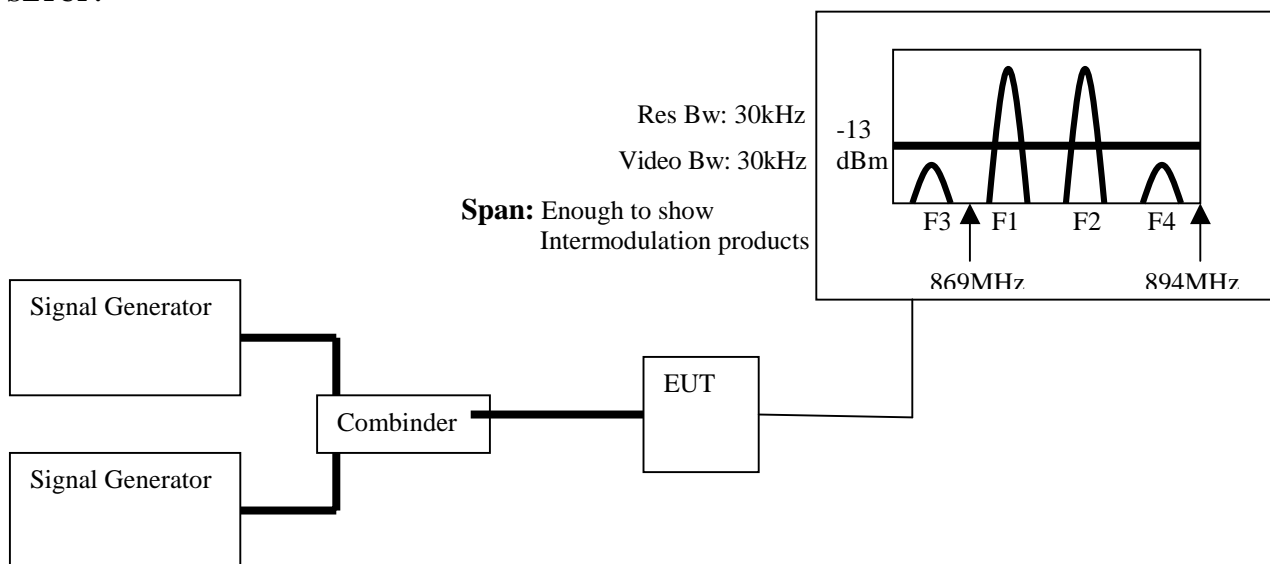 Res Bw: 30kHz
Video Bw: 30kHz
Span: Enough to show
Intermodulation products
-13
dBm
F3 F1 F2 F4
869MHz 894MHz
Signal Generator
Combinder
EUT
Signal Generator